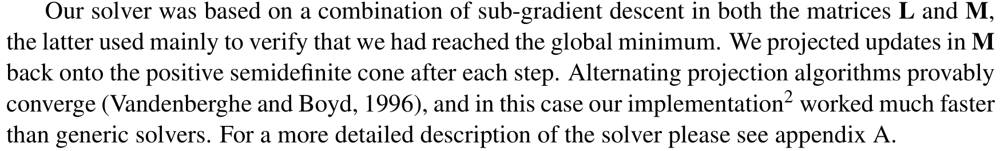 Our solver was based on a combination of sub-gradient descent in both the matrices L and M,
the latter used mainly to verify that we had reached the global minimum. We projected updates in M
back onto the positive semidefinite cone after each step. Alternating projection algorithms provably
converge (Vandenberghe and Boyd, 1996), and in this case our implementation² worked much faster
than generic solvers. For a more detailed description of the solver please see appendix A.